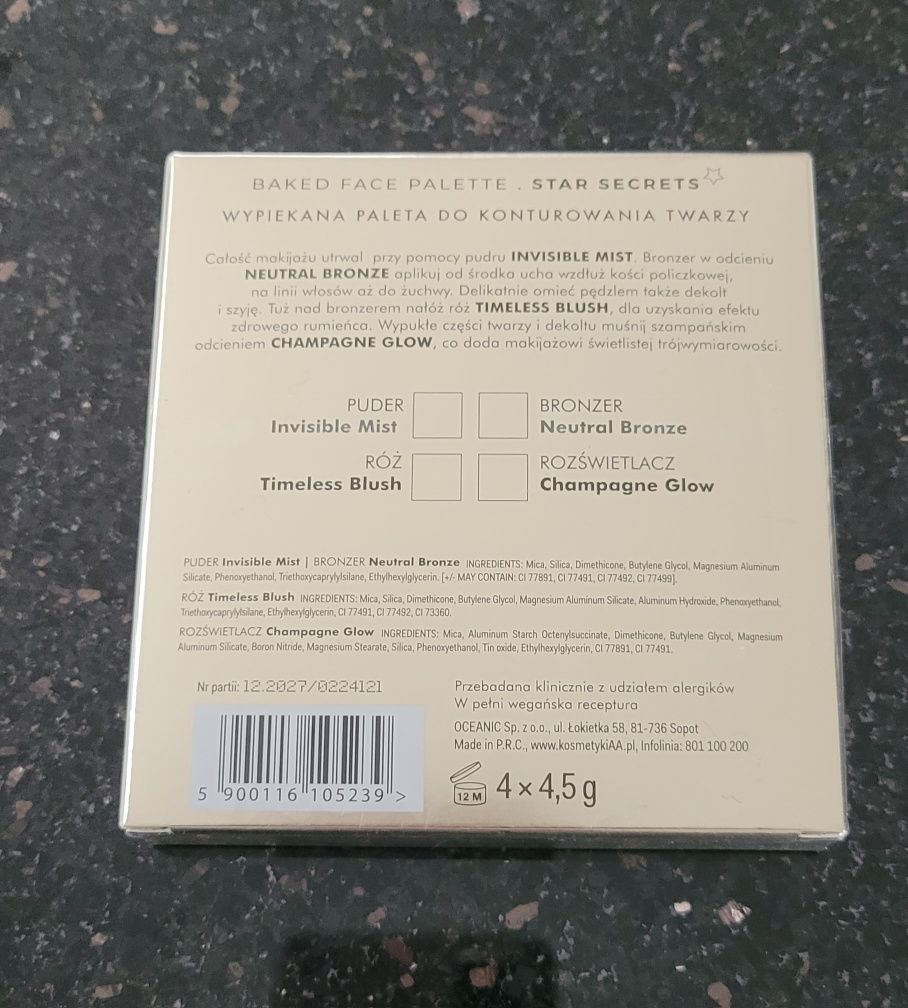 BAKED FACE PALETTE . STAR SECRETS
WYPIEKANA PALETA DO KONTUROWANIA TWARZY
Całość makijażu utrwal przy pomocy pudru INVISIBLE MIST. Bronzer w odcieniu
NEUTRAL BRONZE aplikuj od środka ucha wzdłuż kości policzkowej,
na linii włosów aż do żuchwy. Delikatnie omieć pędzlem także dekolt
i szyję. Tuż nad bronzerem nałóż róż TIMELESS BLUSH, dla uzyskania efektu
zdrowego rumieńca. Wypukłe części twarzy i dekoltu muśnij szampańskim
odcieniem CHAMPAGNE GLOW, co doda makijażowi świetlistej trójwymiarowości.
PUDER
Invisible Mist
BRONZER
Neutral Bronze
RÓŻ
Timeless Blush
ROZŚWIETLACZ
Champagne Glow
PUDER Invisible Mist | BRONZER Neutral Bronze INGREDIENTS: Mica, Silica, Dimethicone, Butylene Glycol, Magnesium Aluminum
Silicate, Phenoxyethanol, Triethoxycaprylylsilane, Ethylhexylglycerin. [+/- MAY CONTAIN: CI 77891, CI 77491, CI 77492, CI 77499].
RÓŻ Timeless Blush INGREDIENTS: Mica, Silica, Dimethicone, Butylene Glycol, Magnesium Aluminum Silicate, Aluminum Hydroxide, Phenoxyethanol,
Triethoxycaprylylsilane, Ethylhexylglycerin, CI 77491, CI 77492, CI 73360.
ROZŚWIETLACZ Champagne Glow INGREDIENTS: Mica, Aluminum Starch Octenylsuccinate, Dimethicone, Butylene Glycol, Magnesium
Aluminum Silicate, Boron Nitride, Magnesium Stearate, Silica, Phenoxyethanol, Tin oxide, Ethylhexylglycerin, CI 77891, CI 77491.
Nr partii: 12.2027/0224121
Przebadana klinicznie z udziałem alergików
W pełni wegańska receptura
OCEANIC Sp. z o.o., ul. Łokietka 58, 81-736 Sopot
Made in P.R.C., www.kosmetykiAA.pl, Infolinia: 801 100 200
5 900116 105239 >
12 M
4 × 4,5 g